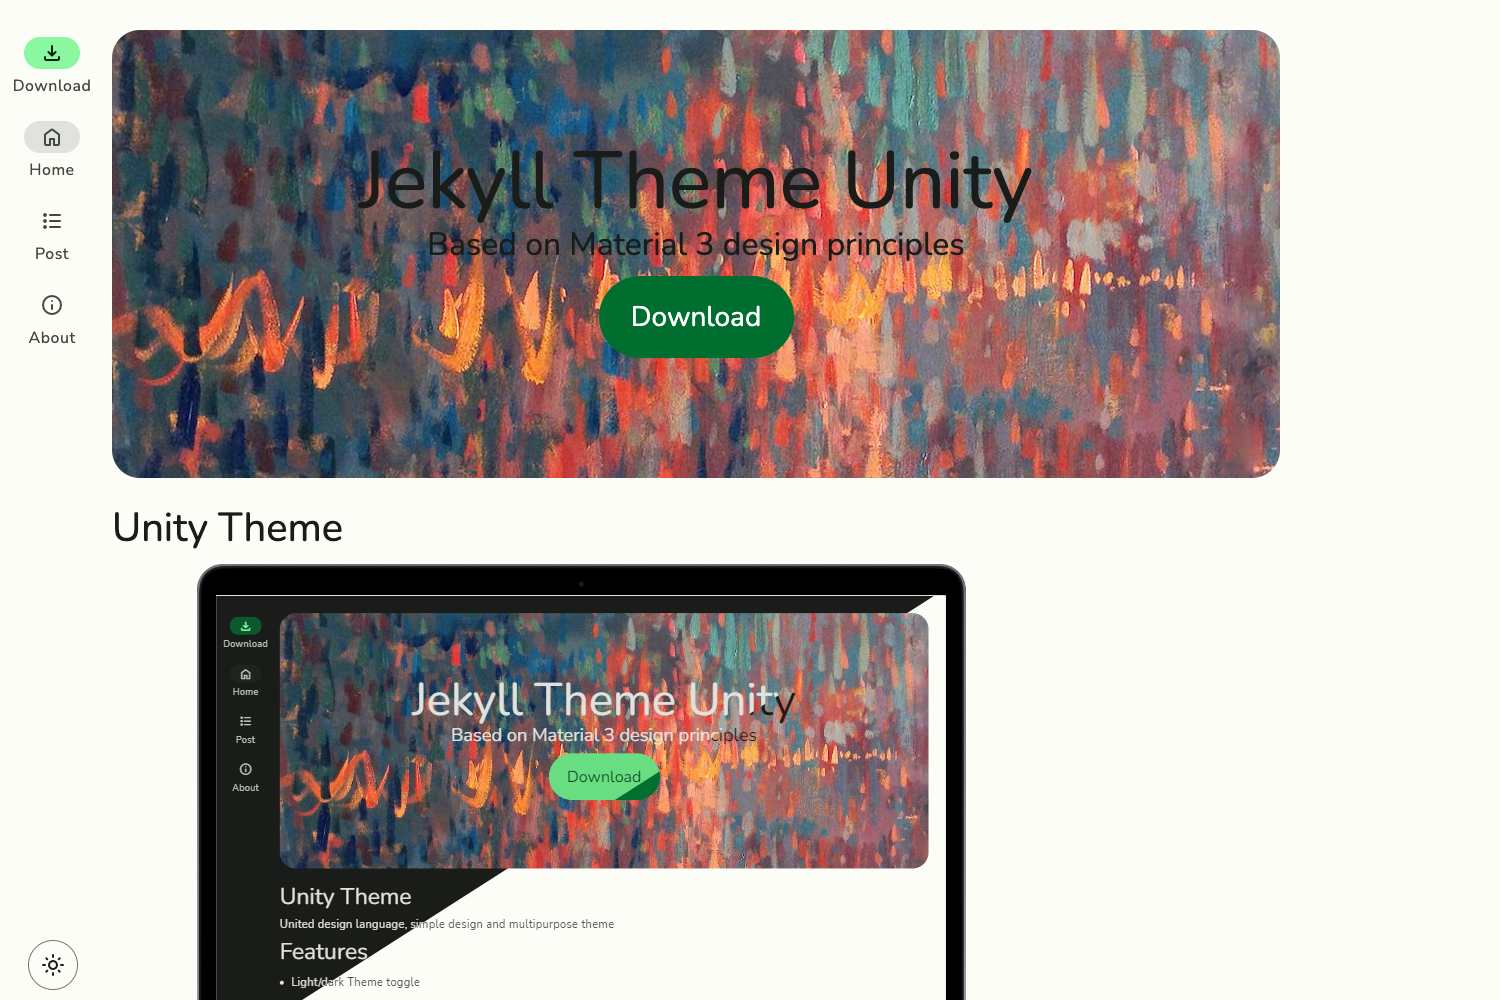 Download
Home
Post
About
Jekyll Theme Unity
Based on Material 3 design principles
Download
Unity Theme
Download
Home
Post
About
Jekyll Theme Unity
Based on Material 3 design principles
Download
Unity Theme
United design language, simple design and multipurpose theme
Features
• Light/dark Theme toggle